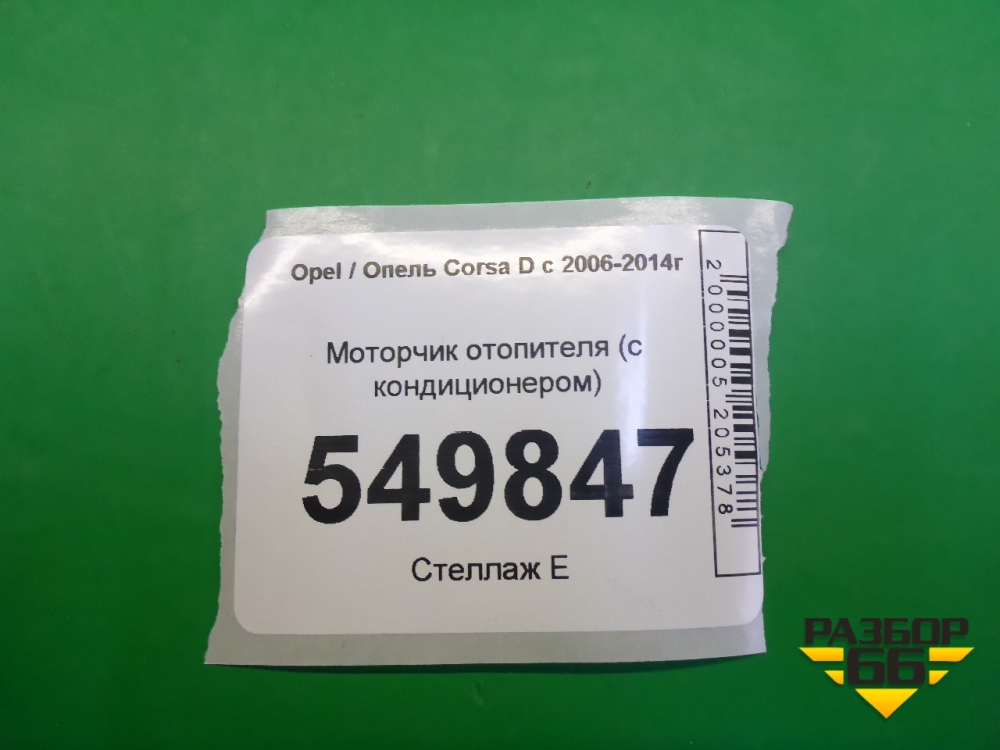 Opel / Опель Corsa D с 2006-2014г
Моторчик отопителя (с
кондиционером)
549847
Стеллаж Е
2000005205378
РАЗБОР
66